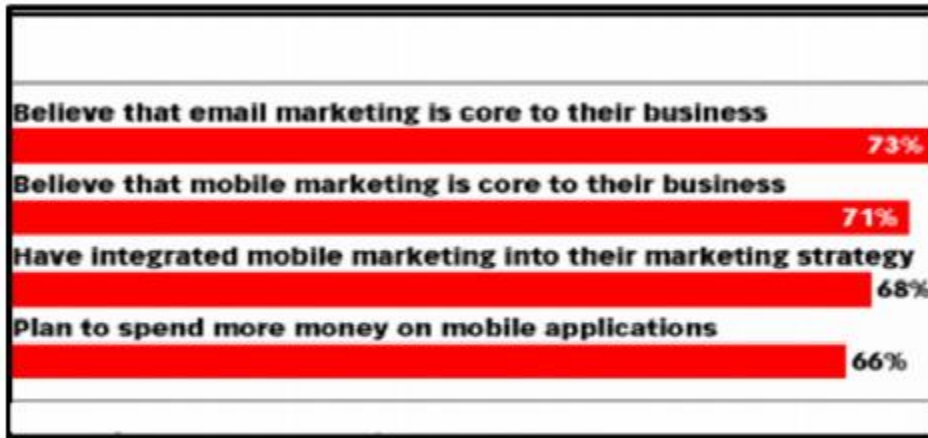 Believe that email marketing is core to their business
73%
Believe that mobile marketing is core to their business
71%
Have integrated mobile marketing into their marketing strategy
68%
Plan to spend more money on mobile applications
66%